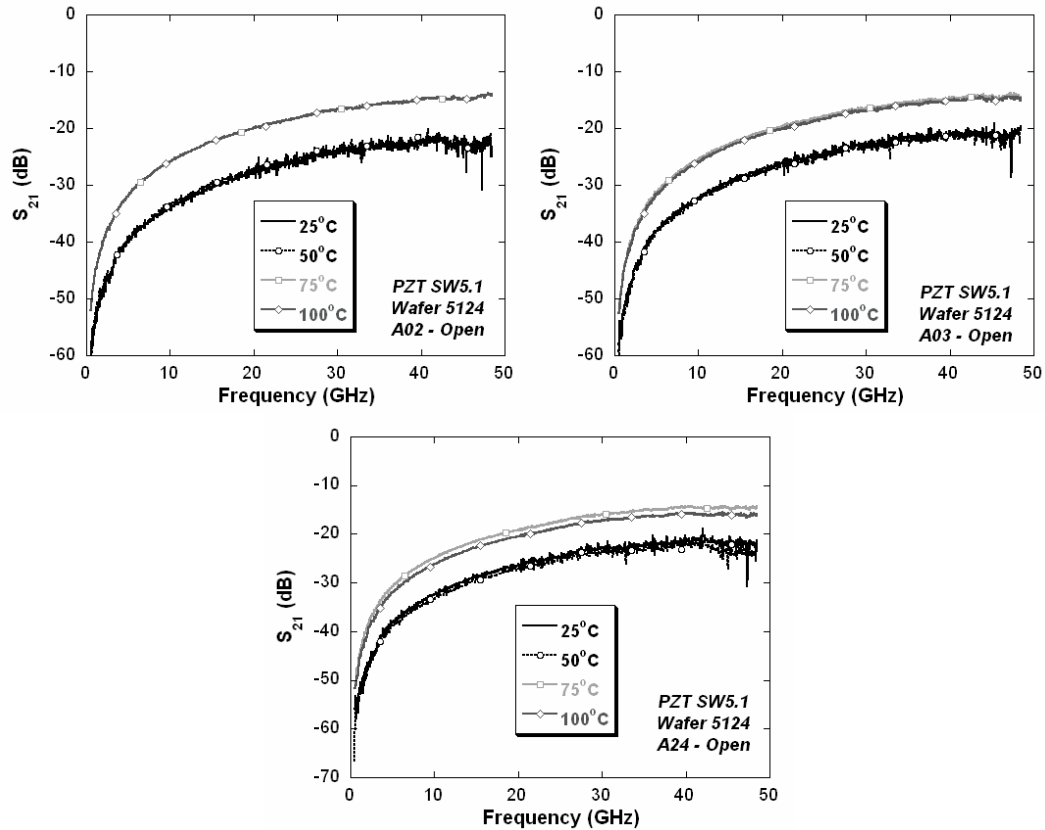 0
-10
-20
-30
-40
-50
-60
S21 (dB)
0 10 20 30 40 50
Frequency (GHz)
25°C
50°C
75°C
100°C
PZT SW5.1
Wafer 5124
A02 - Open
0
-10
-20
-30
-40
-50
-60
S21 (dB)
0 10 20 30 40 50
Frequency (GHz)
25°C
50°C
75°C
100°C
PZT SW5.1
Wafer 5124
A03 - Open
0
-10
-20
-30
-40
-50
-60
-70
S21 (dB)
0 10 20 30 40 50
Frequency (GHz)
25°C
50°C
75°C
100°C
PZT SW5.1
Wafer 5124
A24 - Open